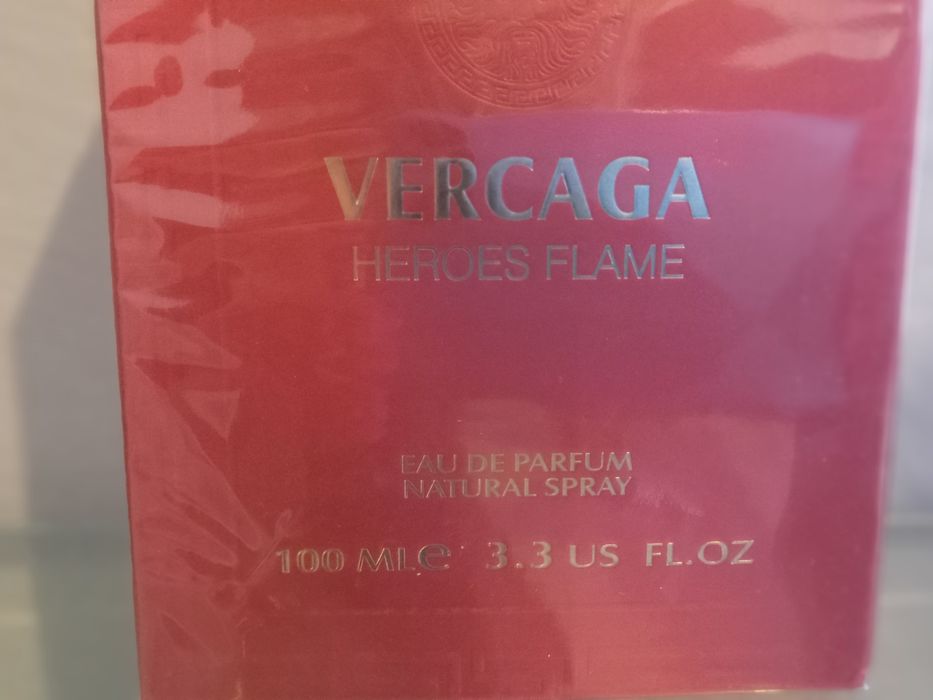 VERCAGA
HEROES FLAME
EAU DE PARFUM
NATURAL SPRAY
100 ML℮ 3.3 US FL.OZ